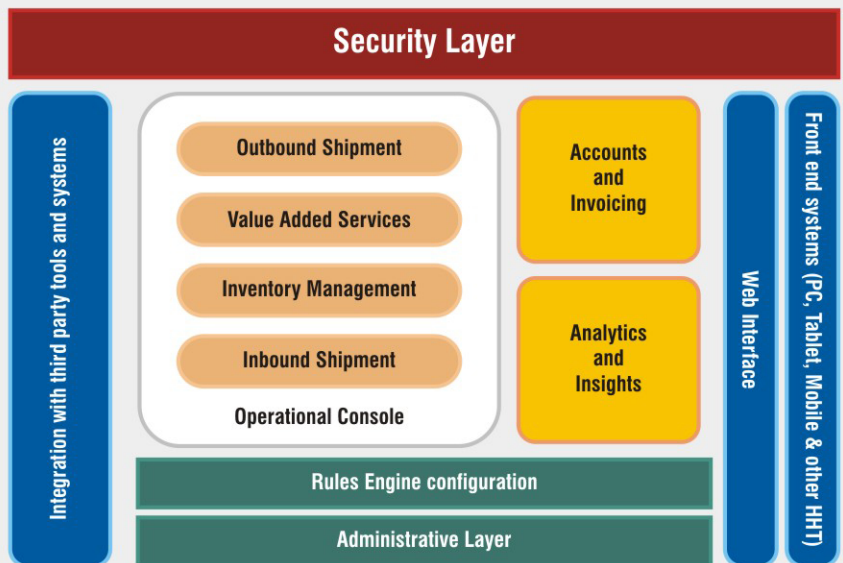 Security Layer
Integration with third party tools and systems
Outbound Shipment
Value Added Services
Inventory Management
Inbound Shipment
Operational Console
Accounts
and
Invoicing
Analytics
and
Insights
Web Interface
Front end systems (PC, Tablet, Mobile & other HHT)
Rules Engine configuration
Administrative Layer